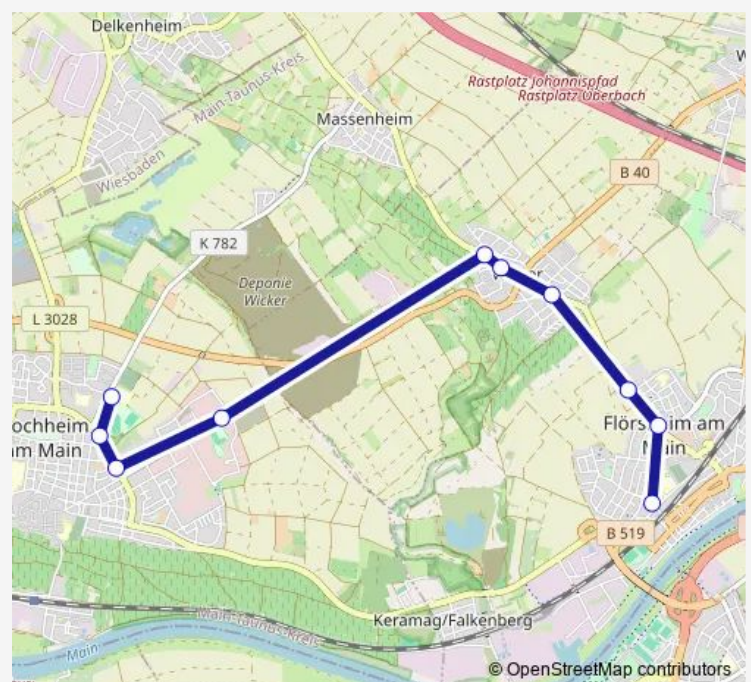 Delkenheim
Main-Taunus-Kreis
Rastplatz Johannispfad
Rastplatz Überbach
W
Massenheim
Wiesbaden
B 40
K 782
Deponie
Wicker
L 3028
ochheim
am Main
Flörsheim am
Main
B 519
Keramag/Falkenberg
Main-Taunus-Kreis
Main
© OpenStreetMap contributors